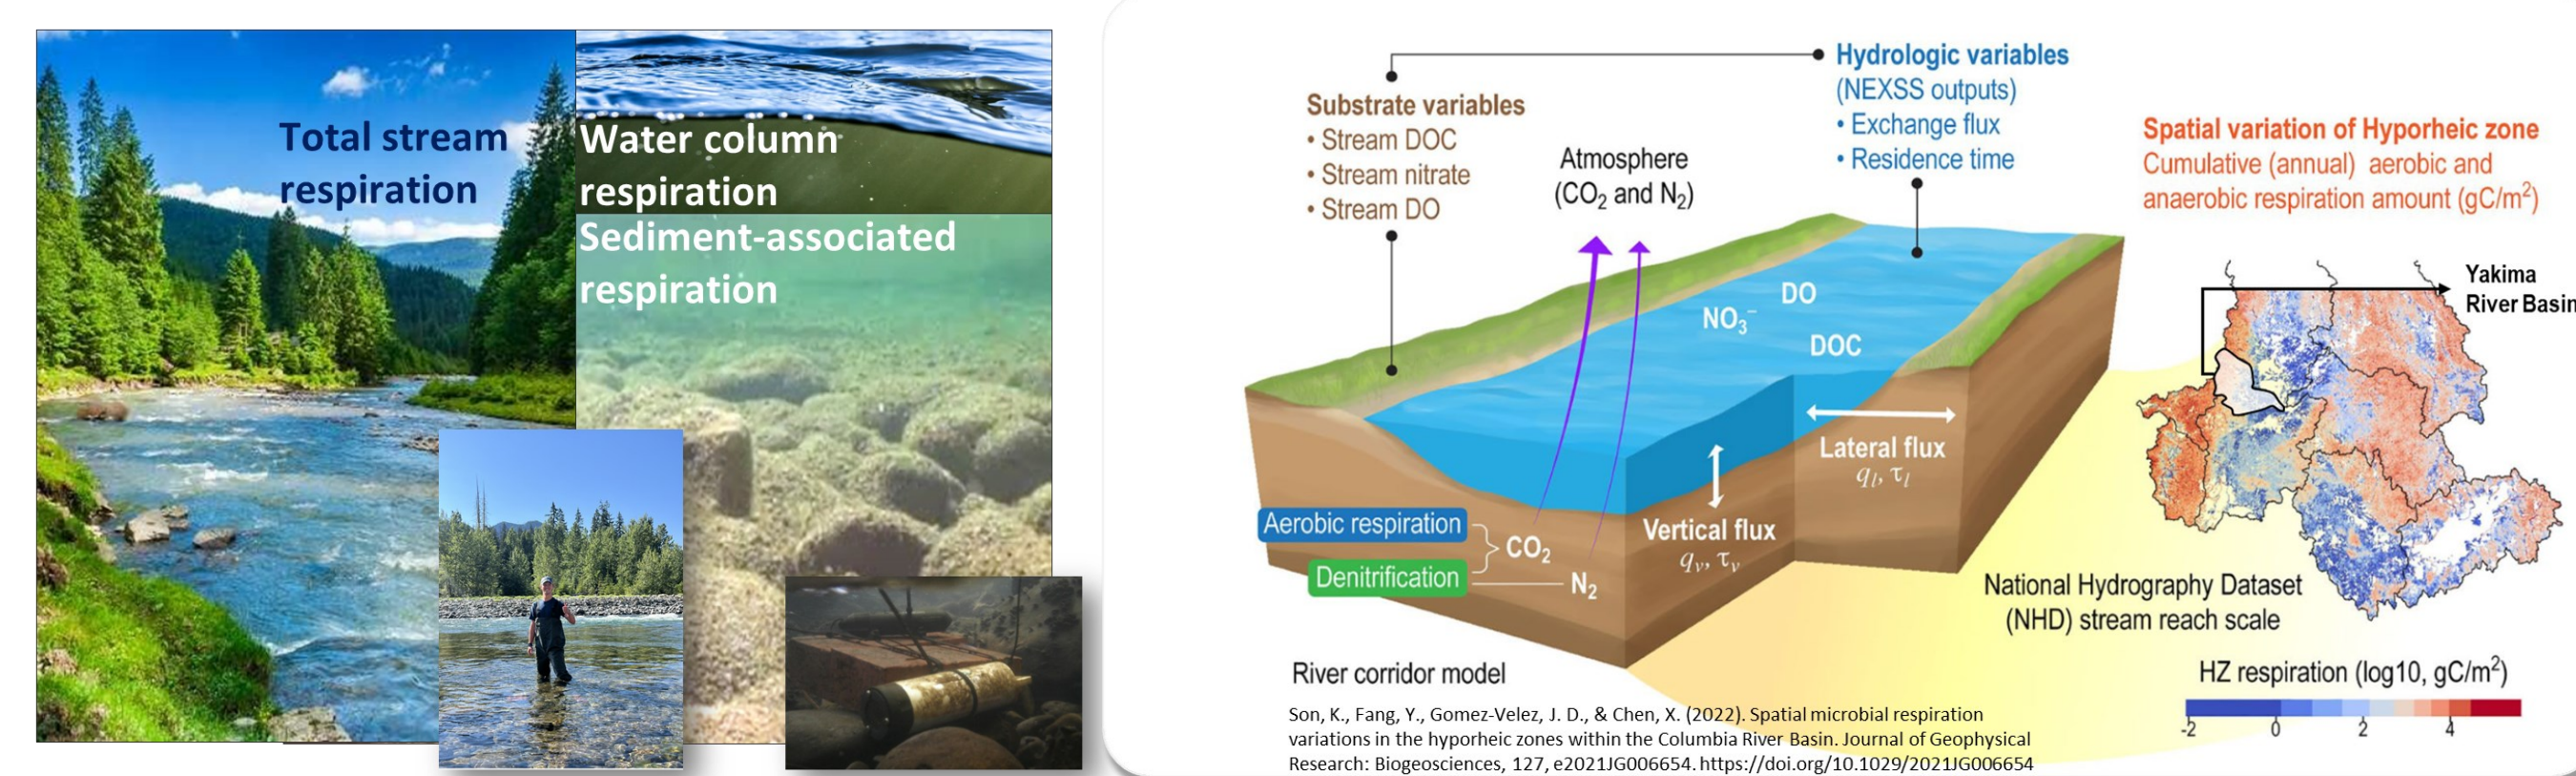 Total stream
respiration
Water column
respiration
Sediment-associated
respiration
Substrate variables
• Stream DOC
• Stream nitrate
• Stream DO
Atmosphere
(CO₂ and N₂)
Hydrologic variables
(NEXSS outputs)
• Exchange flux
• Residence time
Spatial variation of Hyporheic zone
Cumulative (annual) aerobic and
anaerobic respiration amount (gC/m²)
DO
NO₃⁻
DOC
Lateral flux
qₗ, τₗ
Vertical flux
qᵥ, τᵥ
Aerobic respiration
Denitrification
CO₂
N₂
Yakima
River Basin
National Hydrography Dataset
(NHD) stream reach scale
HZ respiration (log10, gC/m²)
-2 0 2 4
River corridor model
Son, K., Fang, Y., Gomez-Velez, J. D., & Chen, X. (2022). Spatial microbial respiration
variations in the hyporheic zones within the Columbia River Basin. Journal of Geophysical
Research: Biogeosciences, 127, e2021JG006654. https://doi.org/10.1029/2021JG006654